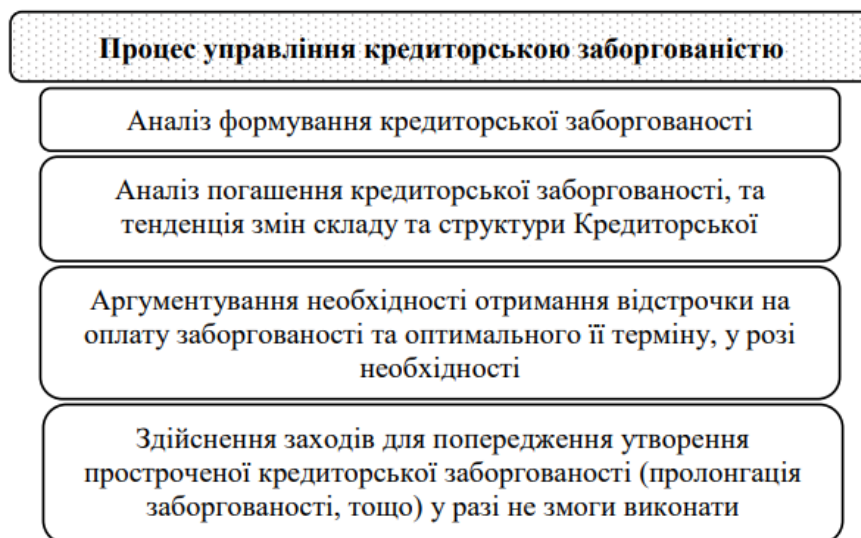 Процес управління кредиторською заборгованістю
Аналіз формування кредиторської заборгованості
Аналіз погашення кредиторської заборгованості, та
тенденція змін складу та структури Кредиторської
Аргументування необхідності отримання відстрочки на
оплату заборгованості та оптимального її терміну, у розі
необхідності
Здійснення заходів для попередження утворення
простроченої кредиторської заборгованості (пролонгація
заборгованості, тощо) у разі не змоги виконати